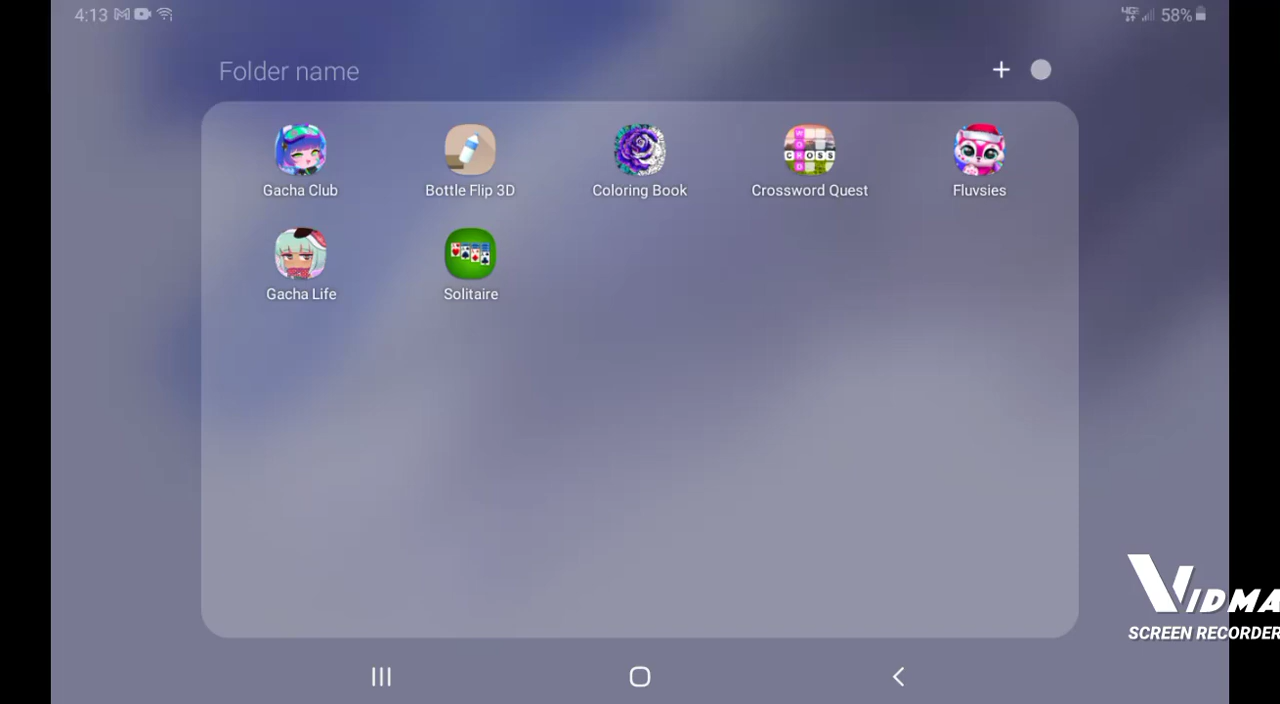 4:13
4G 58%
Folder name
Gacha Club
Bottle Flip 3D
Coloring Book
Crossword Quest
Fluvsies
Gacha Life
Solitaire
VIDMA
SCREEN RECORDER